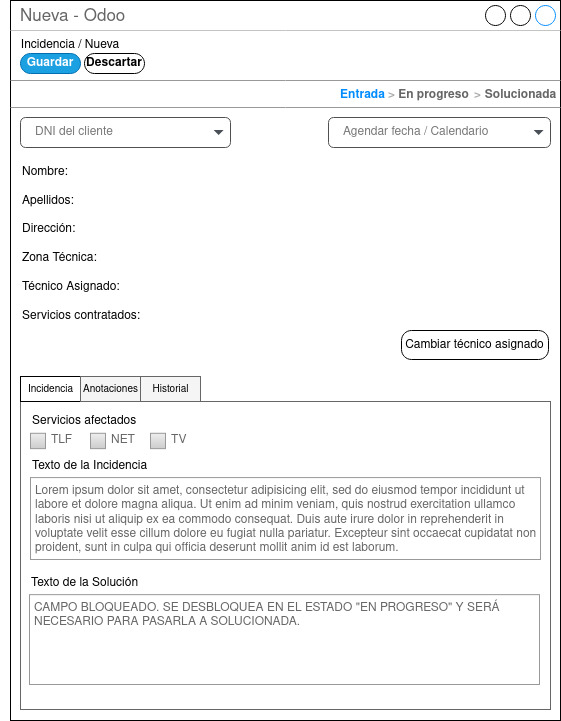 Nueva - Odoo
Incidencia / Nueva
Guardar Descartar
Entrada > En progreso > Solucionada
DNI del cliente Agendar fecha / Calendario
Nombre:
Apellidos:
Dirección:
Zona Técnica:
Técnico Asignado:
Servicios contratados:
Cambiar técnico asignado
Incidencia Anotaciones Historial
Servicios afectados
TLF NET TV
Texto de la Incidencia
Lorem ipsum dolor sit amet, consectetur adipisicing elit, sed do eiusmod tempor incididunt ut
labore et dolore magna aliqua. Ut enim ad minim veniam, quis nostrud exercitation ullamco
laboris nisi ut aliquip ex ea commodo consequat. Duis aute irure dolor in reprehenderit in
voluptate velit esse cillum dolore eu fugiat nulla pariatur. Excepteur sint occaecat cupidatat non
proident, sunt in culpa qui officia deserunt mollit anim id est laborum.
Texto de la Solución
CAMPO BLOQUEADO. SE DESBLOQUEA EN EL ESTADO "EN PROGRESO" Y SERÁ
NECESARIO PARA PASARLA A SOLUCIONADA.